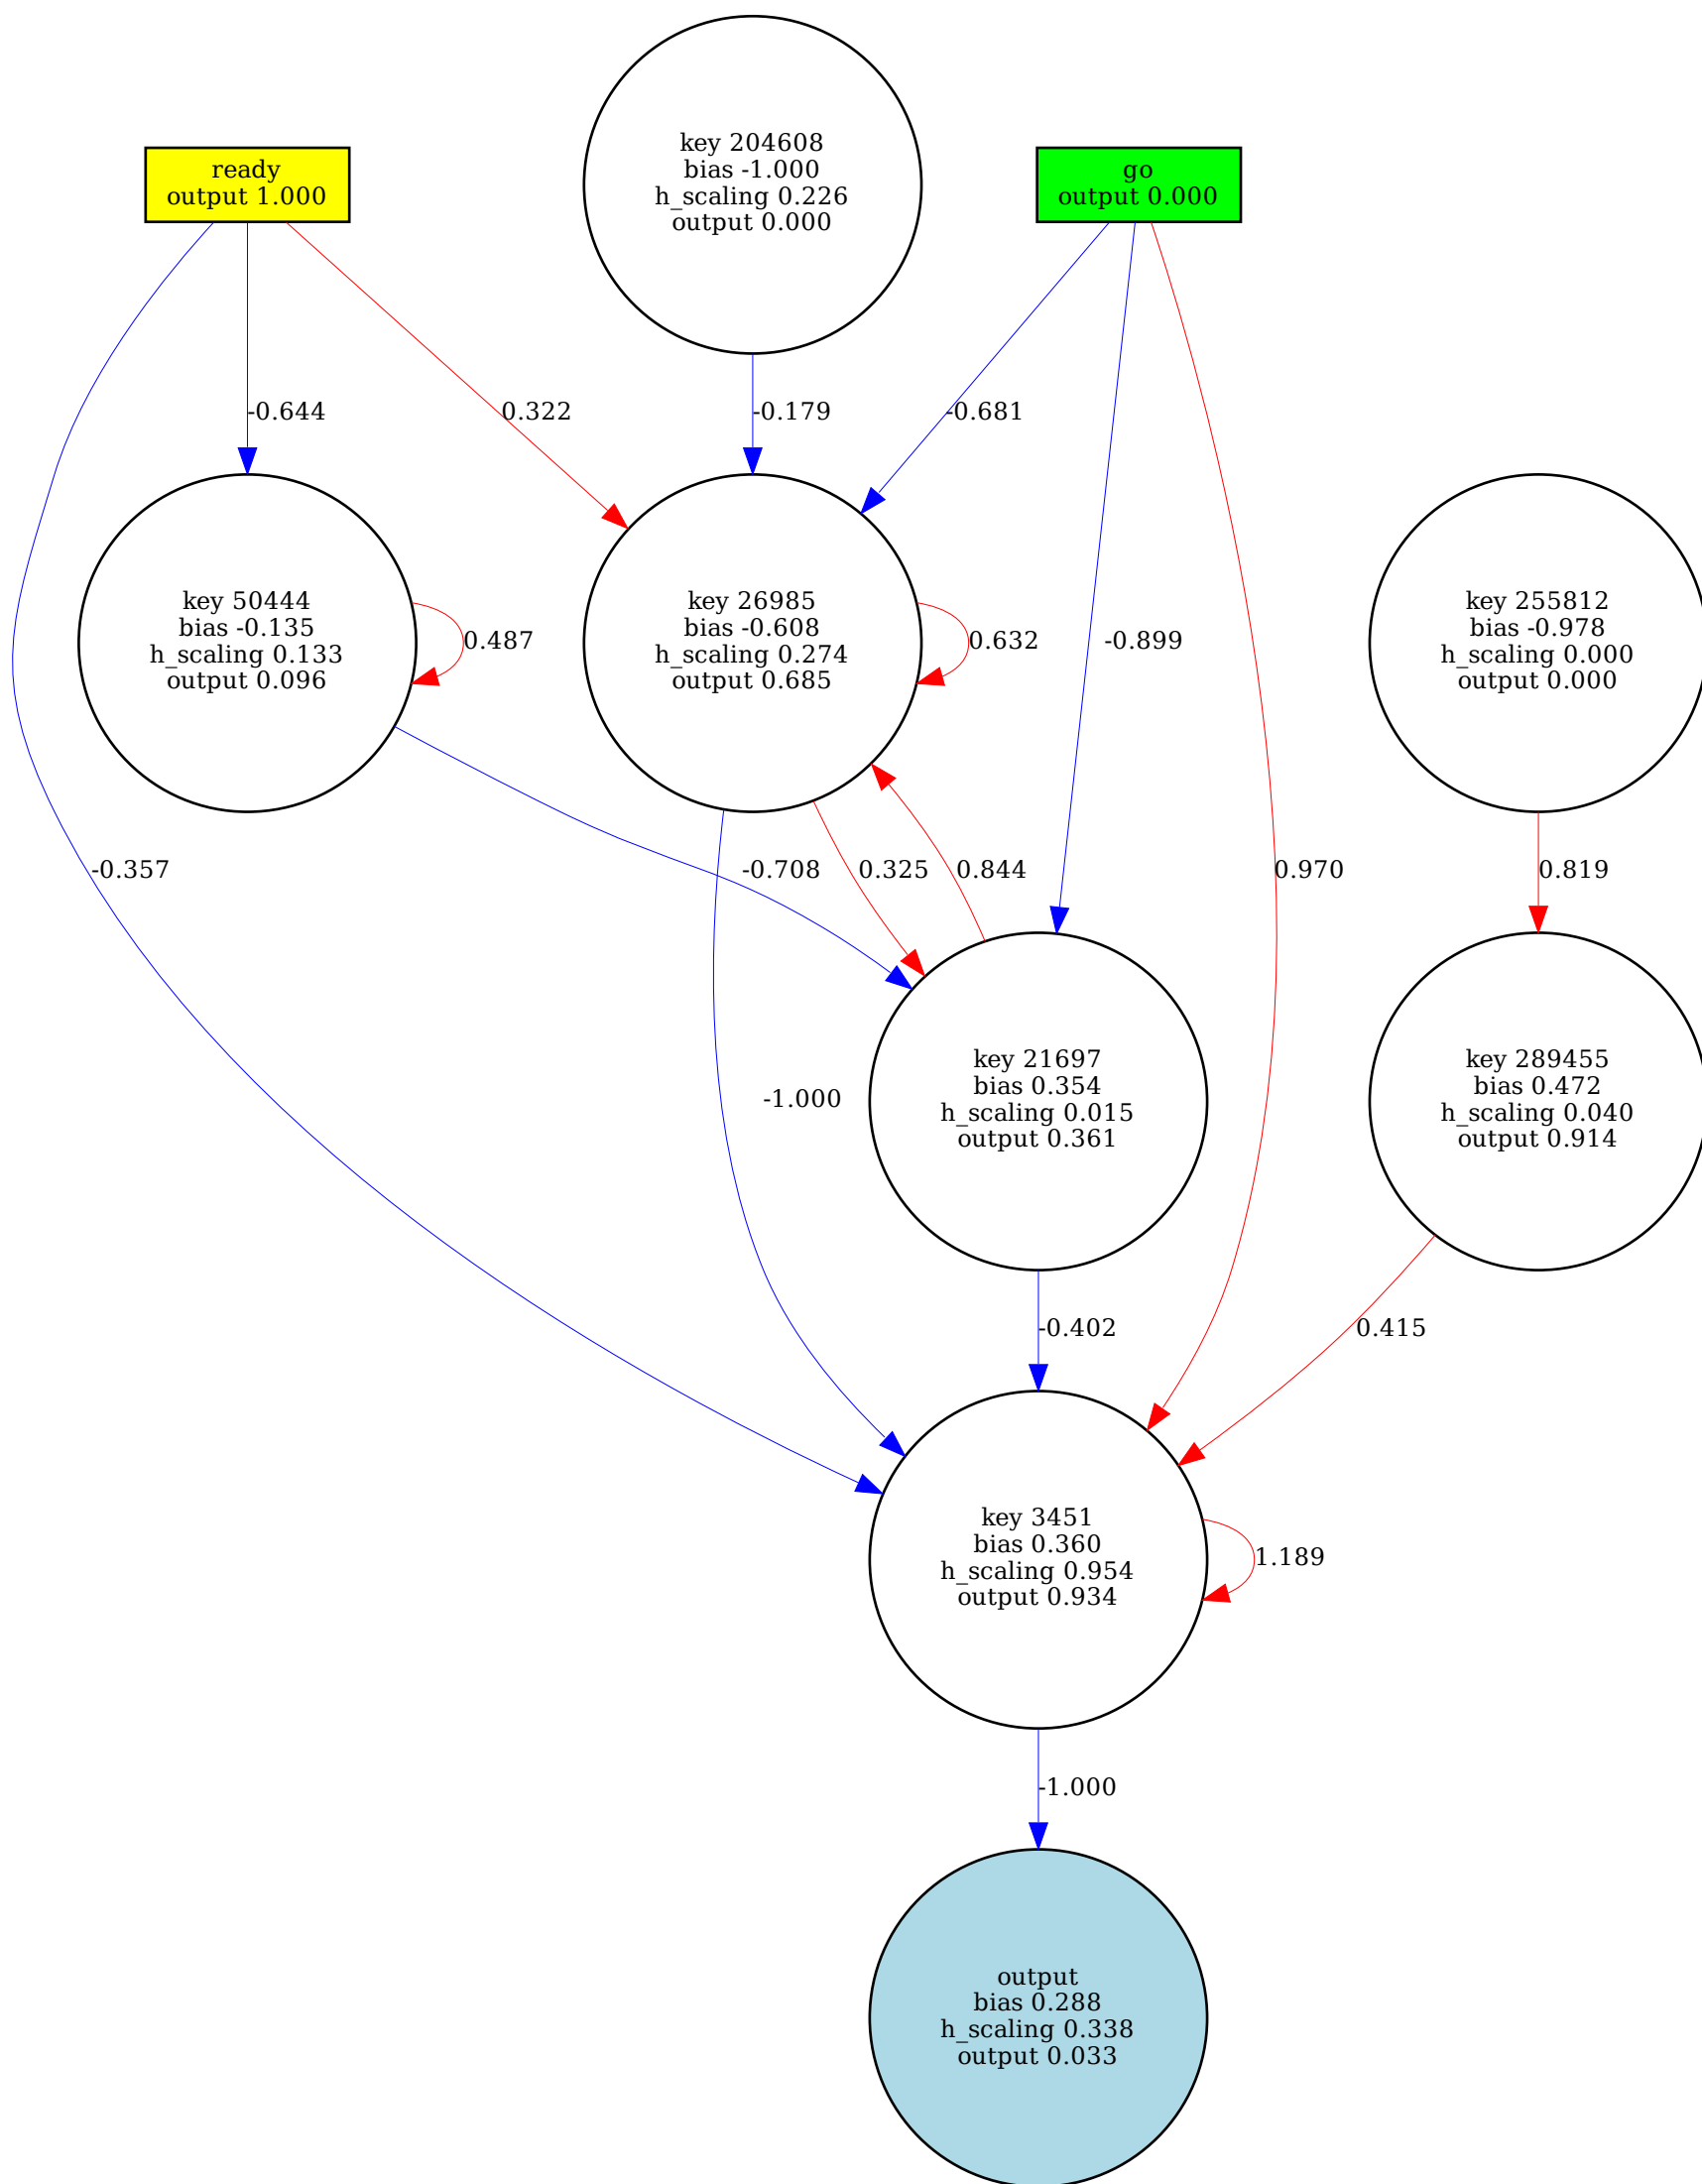 key 204608
bias -1.000
h_scaling 0.226
output 0.000
ready
output 1.000
go
output 0.000
-0.644
0.322
-0.179
-0.681
key 50444
bias -0.135
h_scaling 0.133
output 0.096
0.487
key 26985
bias -0.608
h_scaling 0.274
output 0.685
0.632
-0.899
key 255812
bias -0.978
h_scaling 0.000
output 0.000
-0.357
-0.708
0.325
0.844
0.970
0.819
-1.000
key 21697
bias 0.354
h_scaling 0.015
output 0.361
key 289455
bias 0.472
h_scaling 0.040
output 0.914
-0.402
0.415
key 3451
bias 0.360
h_scaling 0.954
output 0.934
1.189
-1.000
output
bias 0.288
h_scaling 0.338
output 0.033